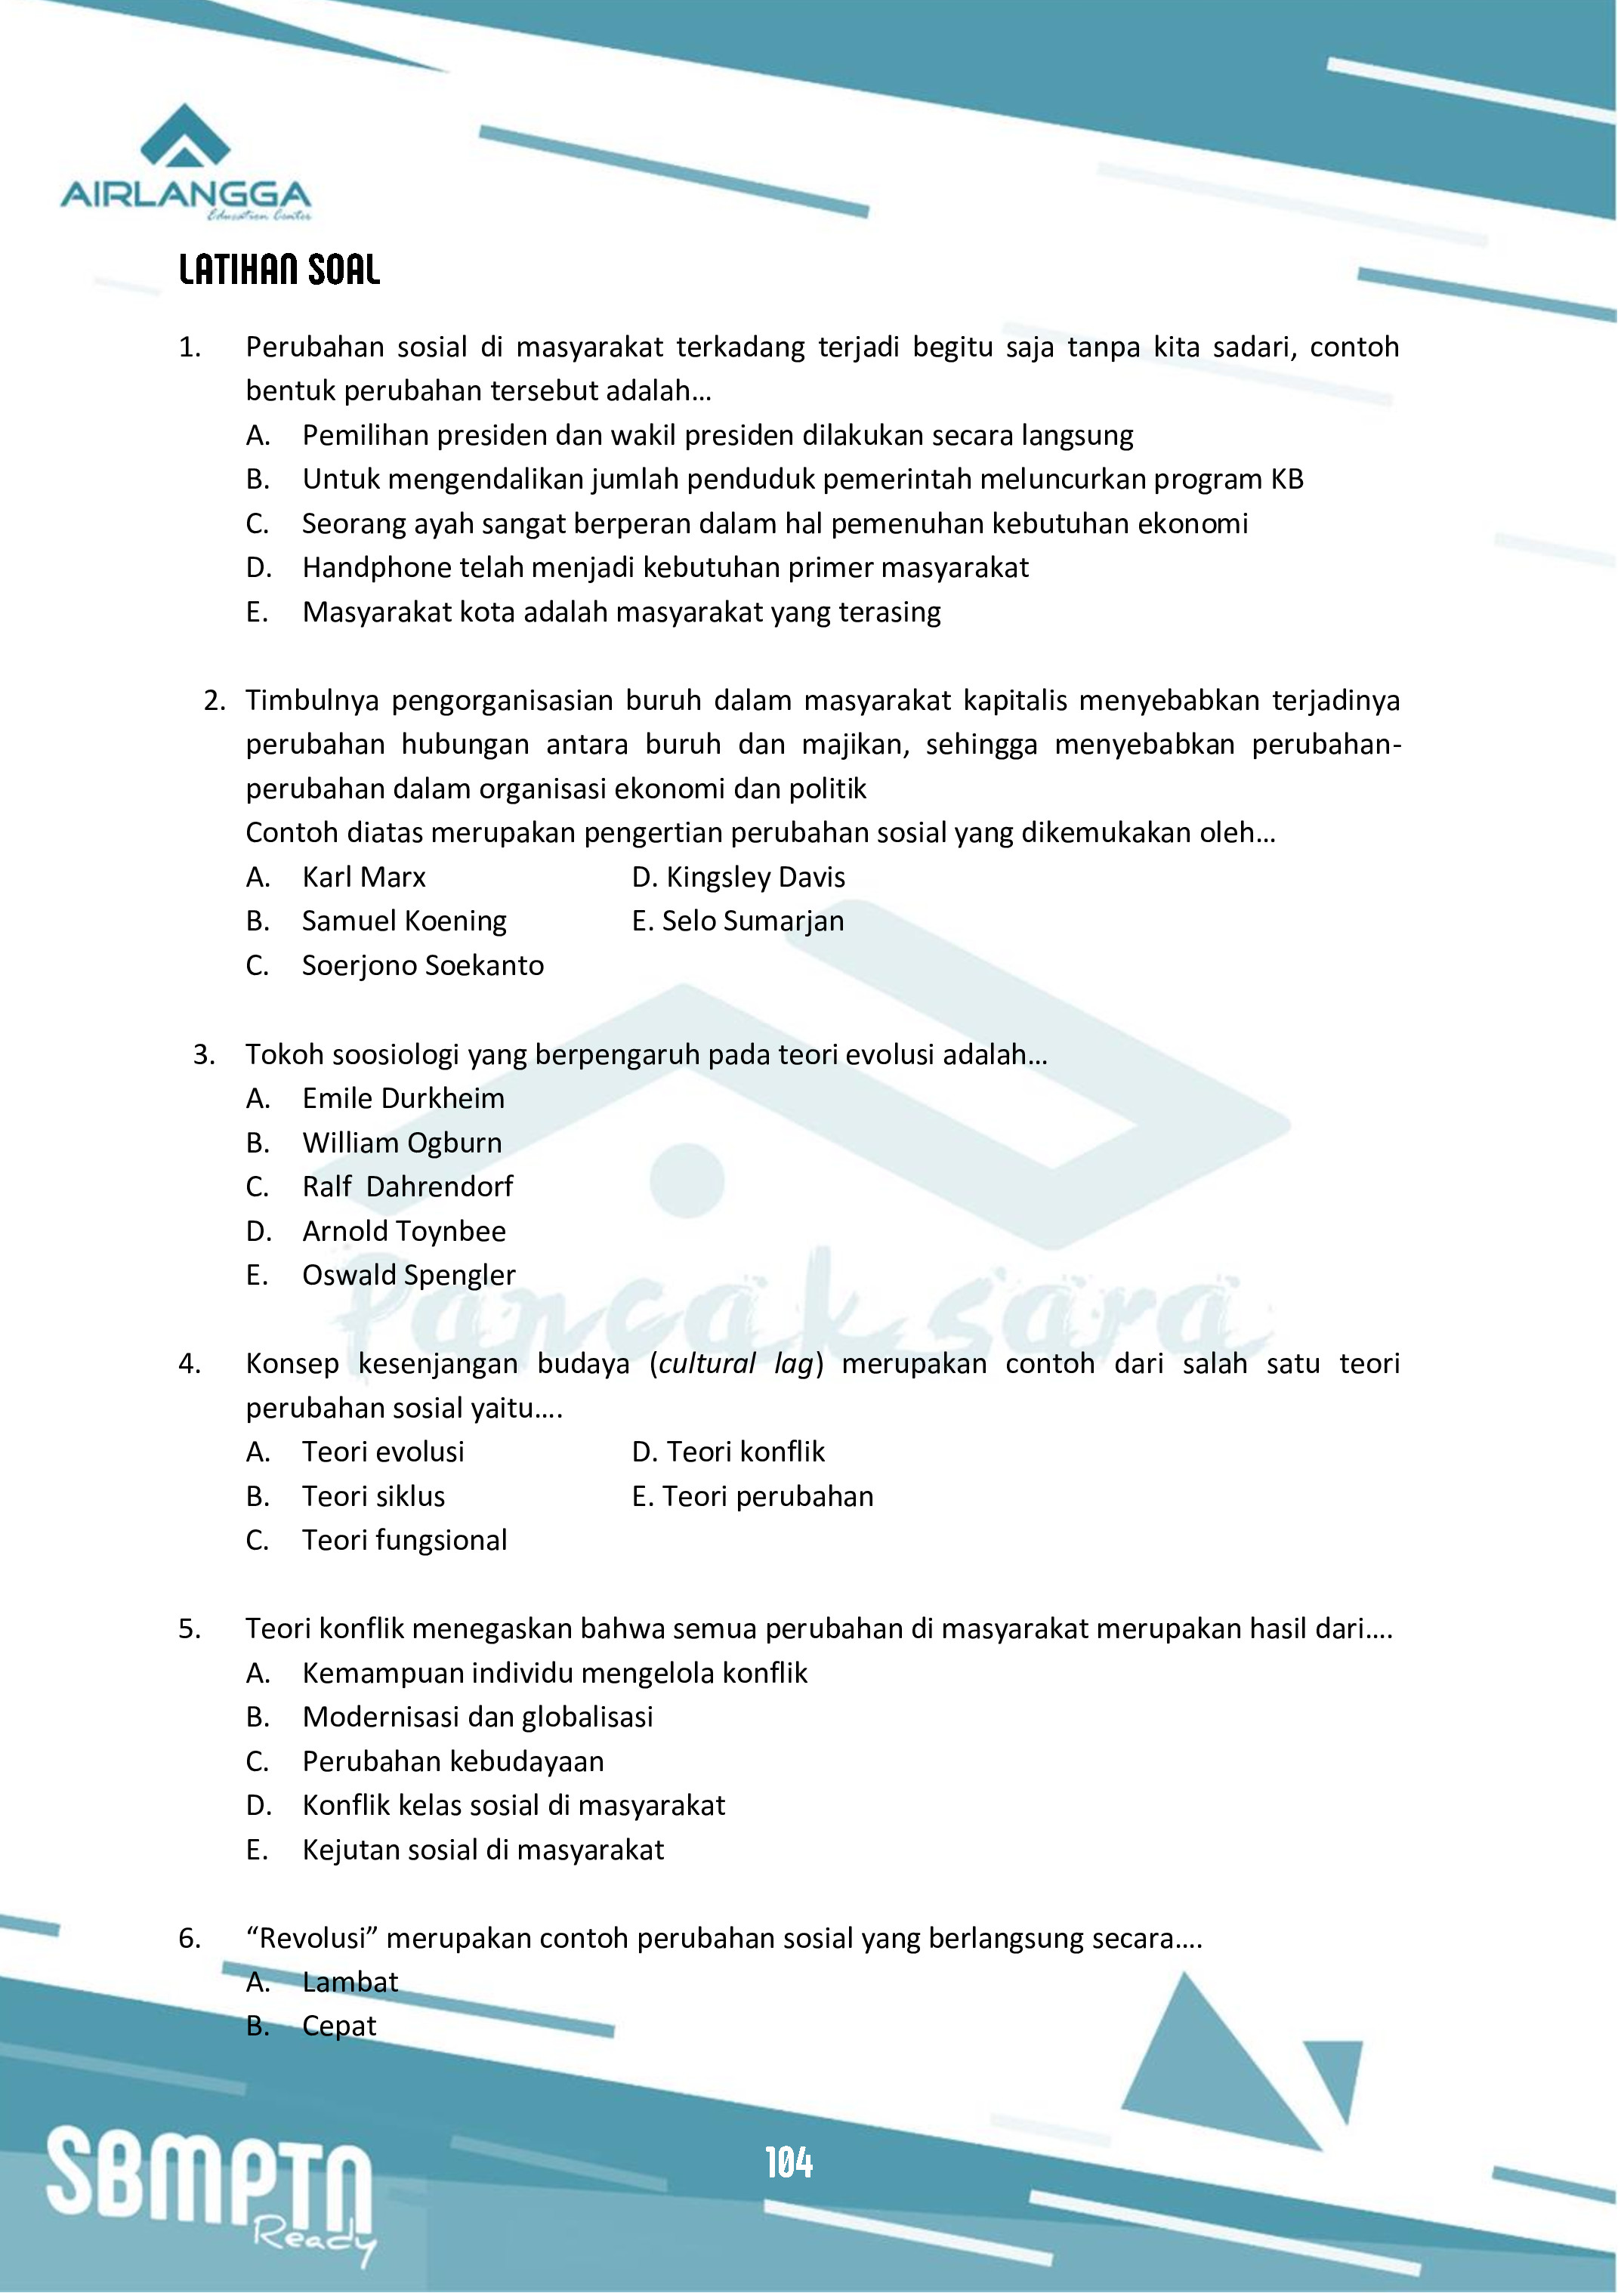 AIRLANGGA
Education Center
LATIHAN SOAL
1. Perubahan sosial di masyarakat terkadang terjadi begitu saja tanpa kita sadari, contoh
bentuk perubahan tersebut adalah...
A. Pemilihan presiden dan wakil presiden dilakukan secara langsung
B. Untuk mengendalikan jumlah penduduk pemerintah meluncurkan program KB
C. Seorang ayah sangat berperan dalam hal pemenuhan kebutuhan ekonomi
D. Handphone telah menjadi kebutuhan primer masyarakat
E. Masyarakat kota adalah masyarakat yang terasing
2. Timbulnya pengorganisasian buruh dalam masyarakat kapitalis menyebabkan terjadinya
perubahan hubungan antara buruh dan majikan, sehingga menyebabkan perubahan-
perubahan dalam organisasi ekonomi dan politik
Contoh diatas merupakan pengertian perubahan sosial yang dikemukakan oleh...
A. Karl Marx D. Kingsley Davis
B. Samuel Koening E. Selo Sumarjan
C. Soerjono Soekanto
3. Tokoh soosiologi yang berpengaruh pada teori evolusi adalah...
A. Emile Durkheim
B. William Ogburn
C. Ralf Dahrendorf
D. Arnold Toynbee
E. Oswald Spengler
Pancaksara
4. Konsep kesenjangan budaya (cultural lag) merupakan contoh dari salah satu teori
perubahan sosial yaitu....
A. Teori evolusi D. Teori konflik
B. Teori siklus E. Teori perubahan
C. Teori fungsional
5. Teori konflik menegaskan bahwa semua perubahan di masyarakat merupakan hasil dari....
A. Kemampuan individu mengelola konflik
B. Modernisasi dan globalisasi
C. Perubahan kebudayaan
D. Konflik kelas sosial di masyarakat
E. Kejutan sosial di masyarakat
6. “Revolusi” merupakan contoh perubahan sosial yang berlangsung secara....
A. Lambat
B. Cepat
SBMPTN
Ready
104